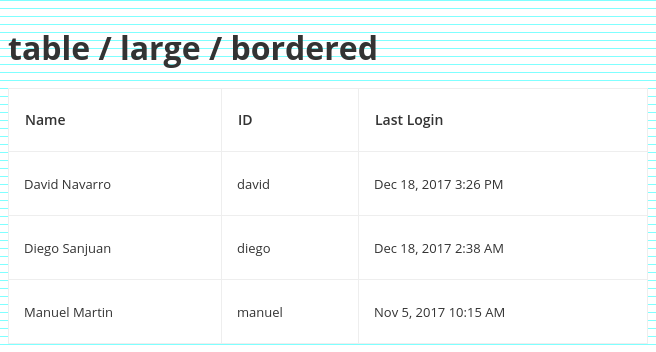 table / large / bordered
Name ID Last Login
David Navarro david Dec 18, 2017 3:26 PM
Diego Sanjuan diego Dec 18, 2017 2:38 AM
Manuel Martin manuel Nov 5, 2017 10:15 AM